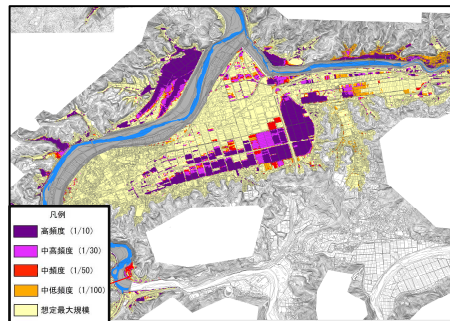 凡例
高頻度（1/10）
中高頻度（1/30）
中頻度（1/50）
中低頻度（1/100）
想定最大規模